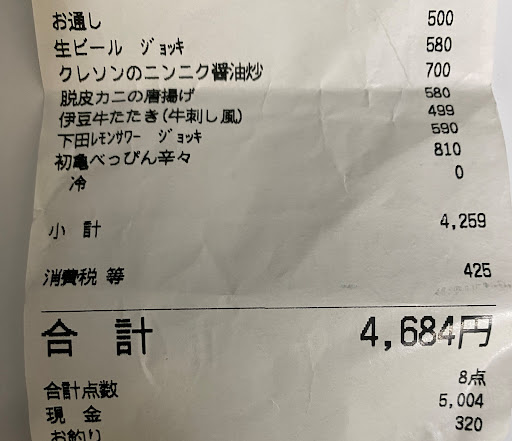 お通し 500
生ビール ｼﾞｮｯｷ 580
クレソンのニンニク醤油炒 700
脱皮カニの唐揚げ 580
伊豆牛たたき(牛刺し風) 499
下田ﾚﾓﾝｻﾜｰ ｼﾞｮｯｷ 590
初亀べっぴん辛々 810
冷 0
小 計 4,259
消費税 等 425
合 計 4,684円
合計点数 8点
現 金 5,004
お釣り 320